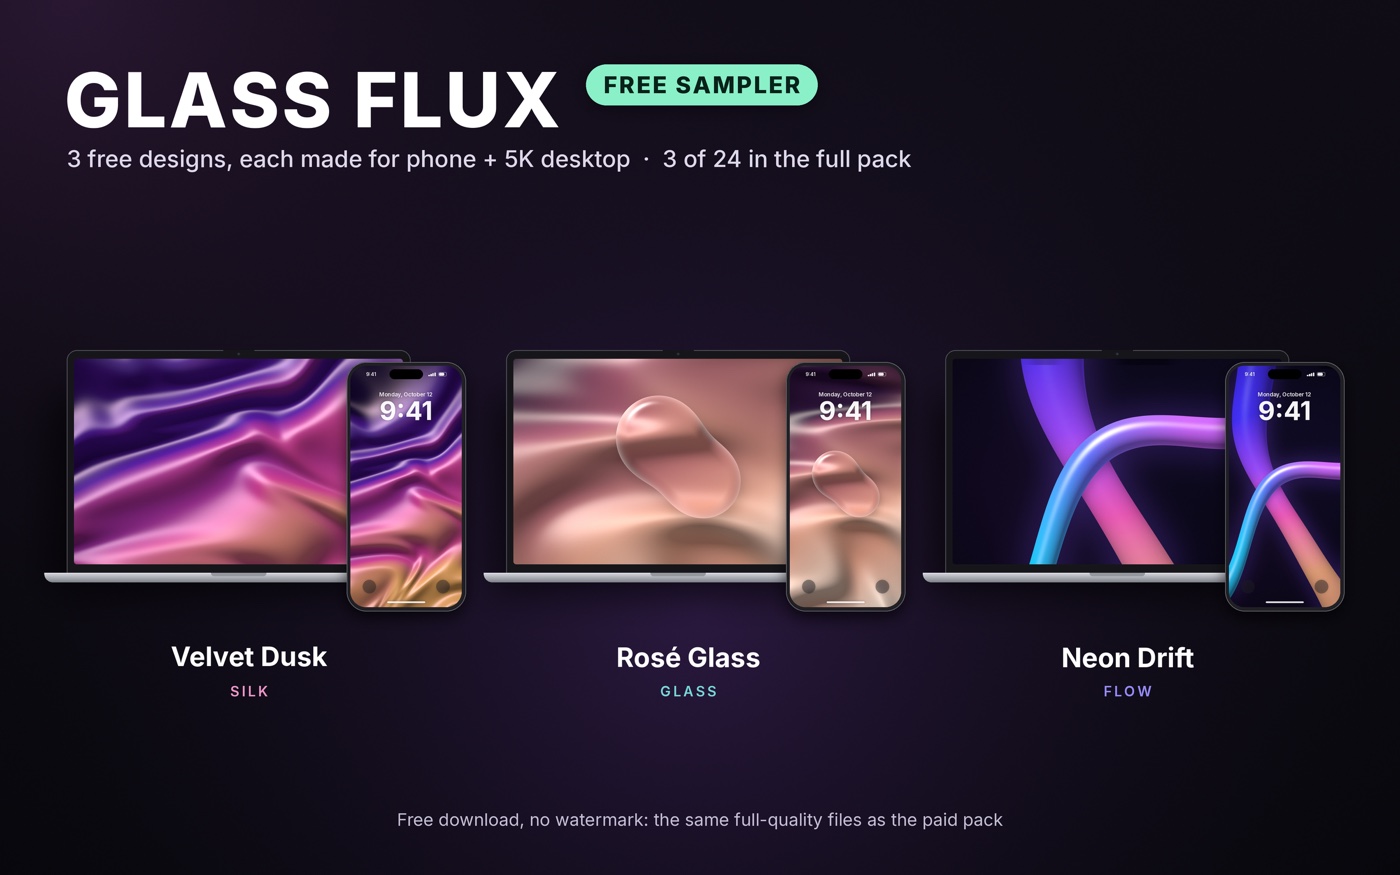 GLASS FLUX
FREE SAMPLER
3 free designs, each made for phone + 5K desktop · 3 of 24 in the full pack
9:41
Monday, October 12
9:41
9:41
Monday, October 12
9:41
9:41
Monday, October 12
9:41
Velvet Dusk
Rosé Glass
Neon Drift
SILK
GLASS
FLOW
Free download, no watermark: the same full-quality files as the paid pack